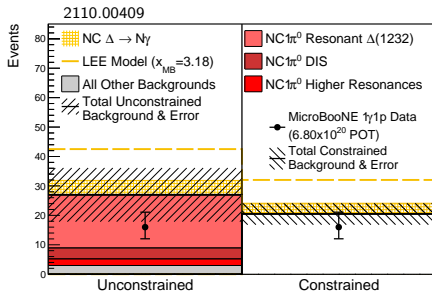 2110.00409
Events
NC Δ → Nγ
LEE Model (x_MB=3.18)
All Other Backgrounds
Total Unconstrained
Background & Error
NC1π⁰ Resonant Δ(1232)
NC1π⁰ DIS
NC1π⁰ Higher Resonances
MicroBooNE 1γ1p Data
(6.80x10²⁰ POT)
Total Constrained
Background & Error
80
70
60
50
40
30
20
10
0
Unconstrained
Constrained